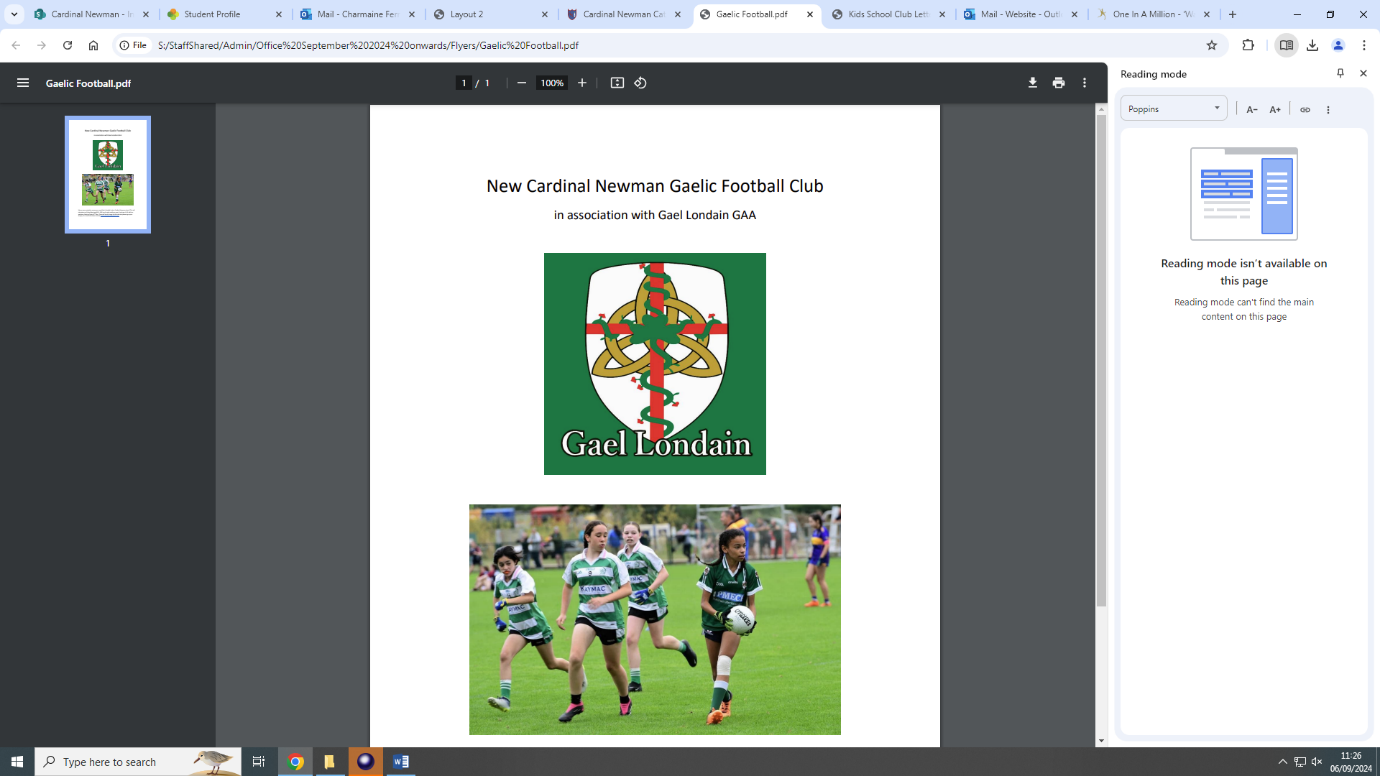 Cardinal Newman - In
Student Profile
Mail - Charmaine Fer
Layout 2
Cardinal Newman Cat
Gaelic Football.pdf
Kids School Club Lett
Mail - Website - Outl
One In A Million - 'W
File
S:/StaffShared/Admin/Office%20September%202024%20onwards/Flyers/Gaelic%20Football.pdf
Gaelic Football.pdf
1 / 1
100%
Reading mode
Poppins
A- A+
1
New Cardinal Newman Gaelic Football Club
in association with Gael Londain GAA
Gael Londain
Reading mode isn't available on
this page
Reading mode can't find the main
content on this page
Type here to search
11:26
06/09/2024